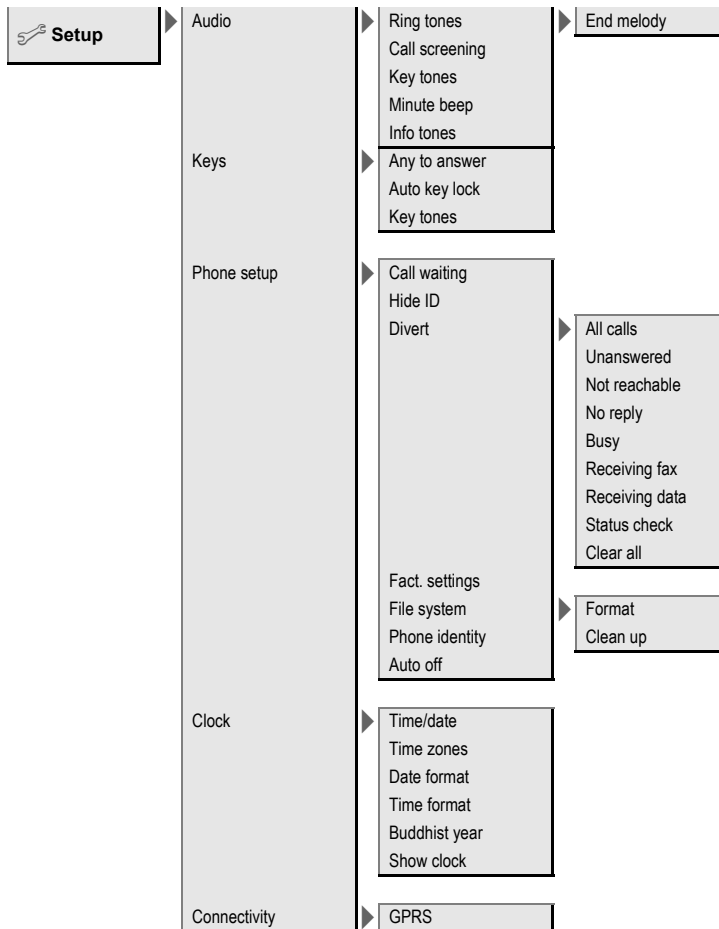 Setup
Audio
Ring tones
End melody
Call screening
Key tones
Minute beep
Info tones
Keys
Any to answer
Auto key lock
Key tones
Phone setup
Call waiting
Hide ID
Divert
All calls
Unanswered
Not reachable
No reply
Busy
Receiving fax
Receiving data
Status check
Clear all
Fact. settings
File system
Format
Phone identity
Clean up
Auto off
Clock
Time/date
Time zones
Date format
Time format
Buddhist year
Show clock
Connectivity
GPRS